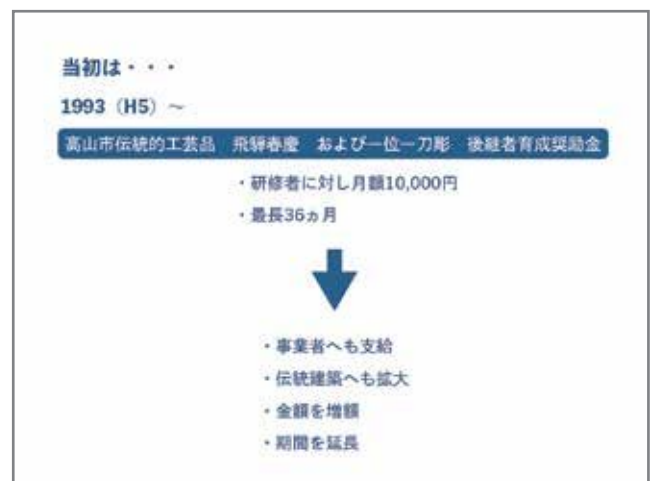 当初は・・・
1993（H5）～
高山市伝統的工芸品　飛騨春慶　および一位一刀彫　後継者育成奨励金
・研修者に対し月額10,000円
・最長36ヵ月
・事業者へも支給
・伝統建築へも拡大
・金額を増額
・期間を延長